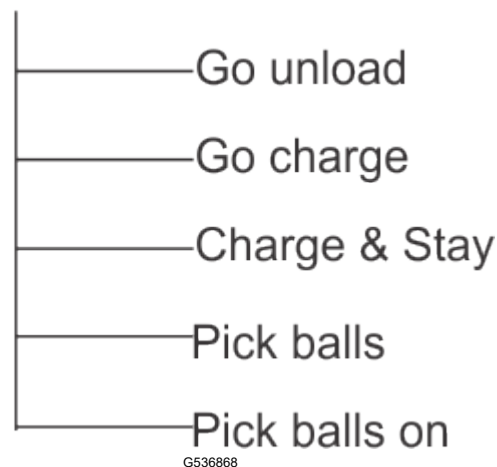 Go unload
Go charge
Charge & Stay
Pick balls
Pick balls on
G536868